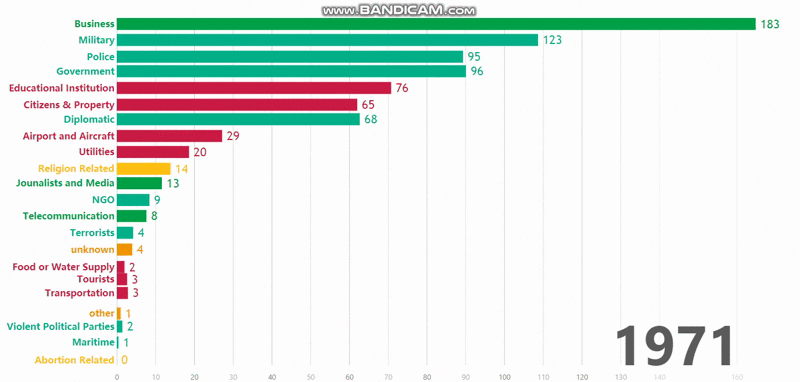 www.BANDICAM.com
Business 183
Military 123
Police 95
Government 96
Educational Institution 76
Citizens & Property 65
Diplomatic 68
Airport and Aircraft 29
Utilities 20
Religion Related 14
Jounalists and Media 13
NGO 9
Telecommunication 8
Terrorists 4
unknown 4
Food or Water Supply 2
Tourists 3
Transportation 3
other 1
Violent Political Parties 2
Maritime 1
Abortion Related 0
1971
0 10 20 30 40 50 60 70 80 90 100 110 120 130 140 150 160